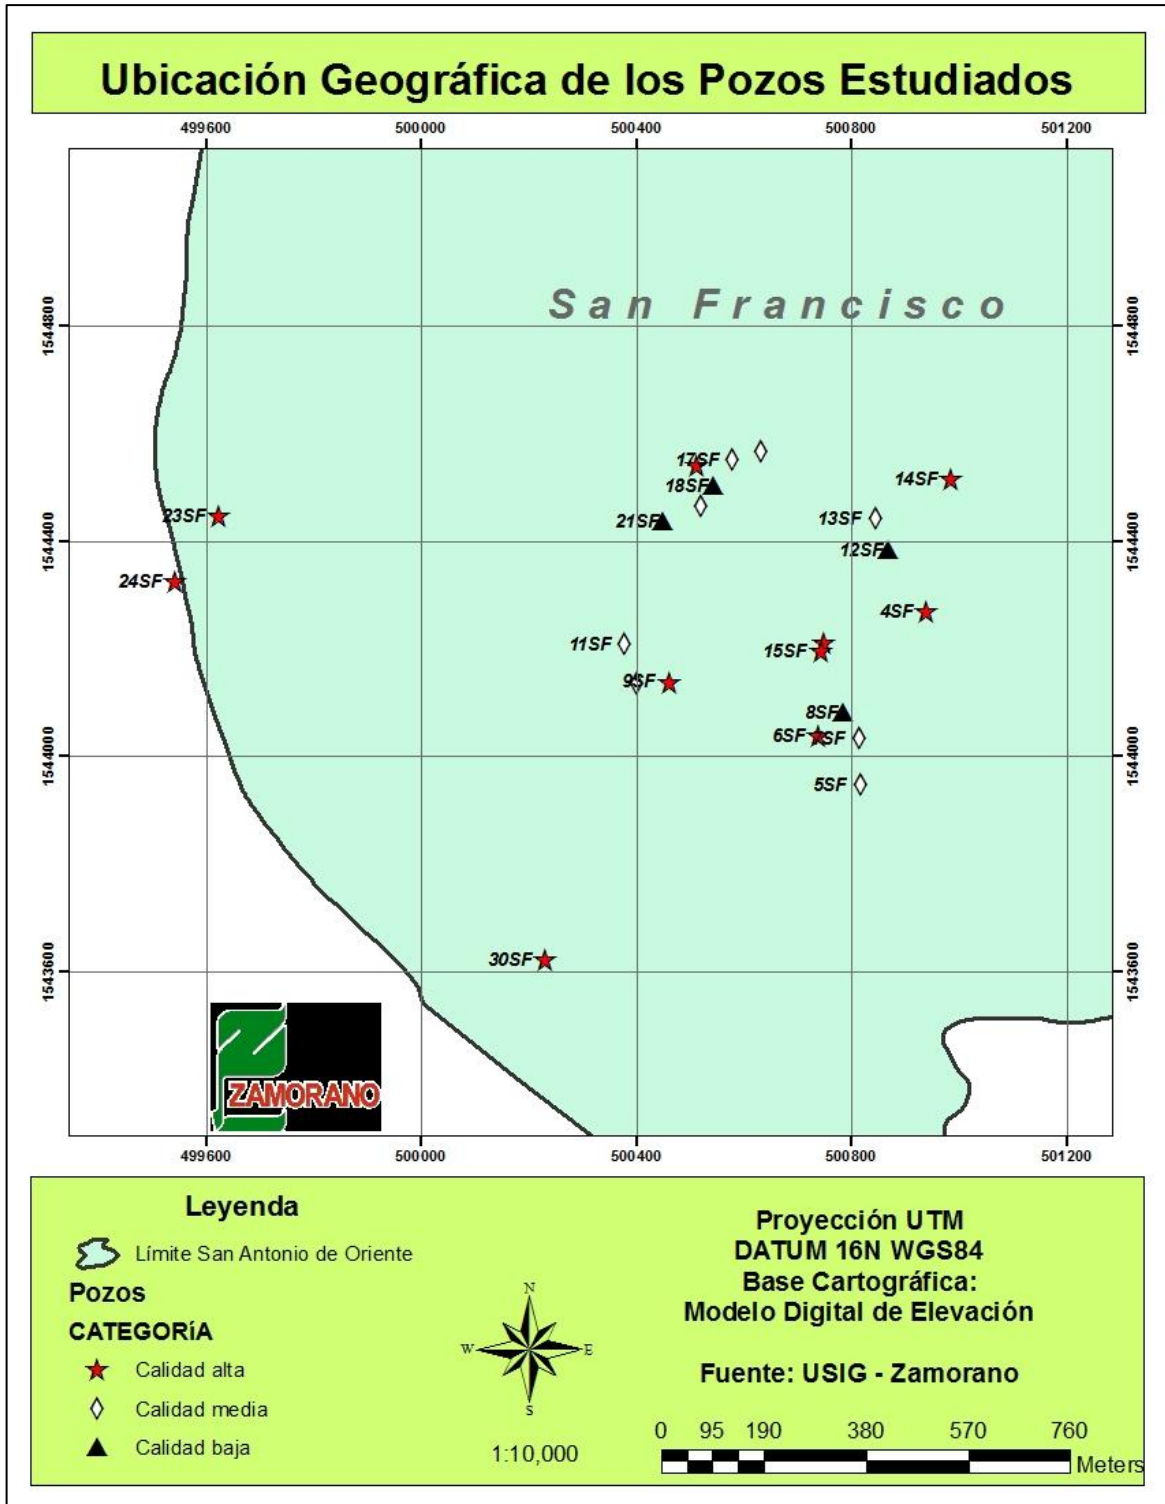 Ubicación Geográfica de los Pozos Estudiados
499600 500000 500400 500800 501200
San Francisco
1544800 1544800
17SF
14SF
18SF
23SF 21SF 13SF
1544400 1544400
12SF
24SF
4SF
11SF
15SF
9SF
8SF
6SF
1544000 1544000
5SF
30SF
1543600 1543600
ZAMORANO
499600 500000 500400 500800 501200
Leyenda
Límite San Antonio de Oriente
Pozos
CATEGORíA
Calidad alta
Calidad media
Calidad baja
N
W E
S
1:10,000
Proyección UTM
DATUM 16N WGS84
Base Cartográfica:
Modelo Digital de Elevación
Fuente: USIG - Zamorano
0 95 190 380 570 760
Meters